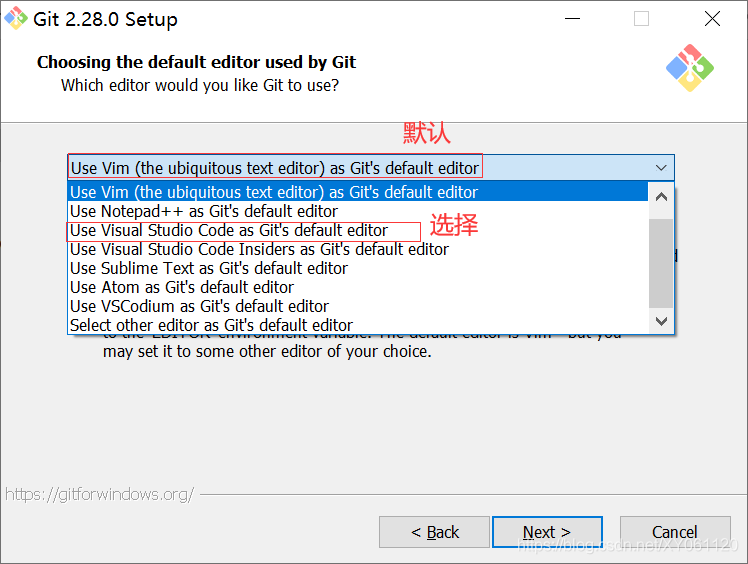 Git 2.28.0 Setup
Choosing the default editor used by Git
Which editor would you like Git to use?
默认
Use Vim (the ubiquitous text editor) as Git's default editor
Use Vim (the ubiquitous text editor) as Git's default editor
Use Notepad++ as Git's default editor
Use Visual Studio Code as Git's default editor 选择
Use Visual Studio Code Insiders as Git's default editor
Use Sublime Text as Git's default editor
Use Atom as Git's default editor
Use VSCodium as Git's default editor
Select other editor as Git's default editor
may set it to some other editor of your choice.
https://gitforwindows.org/
< Back Next > Cancel
https://blog.csdn.net/XY061120